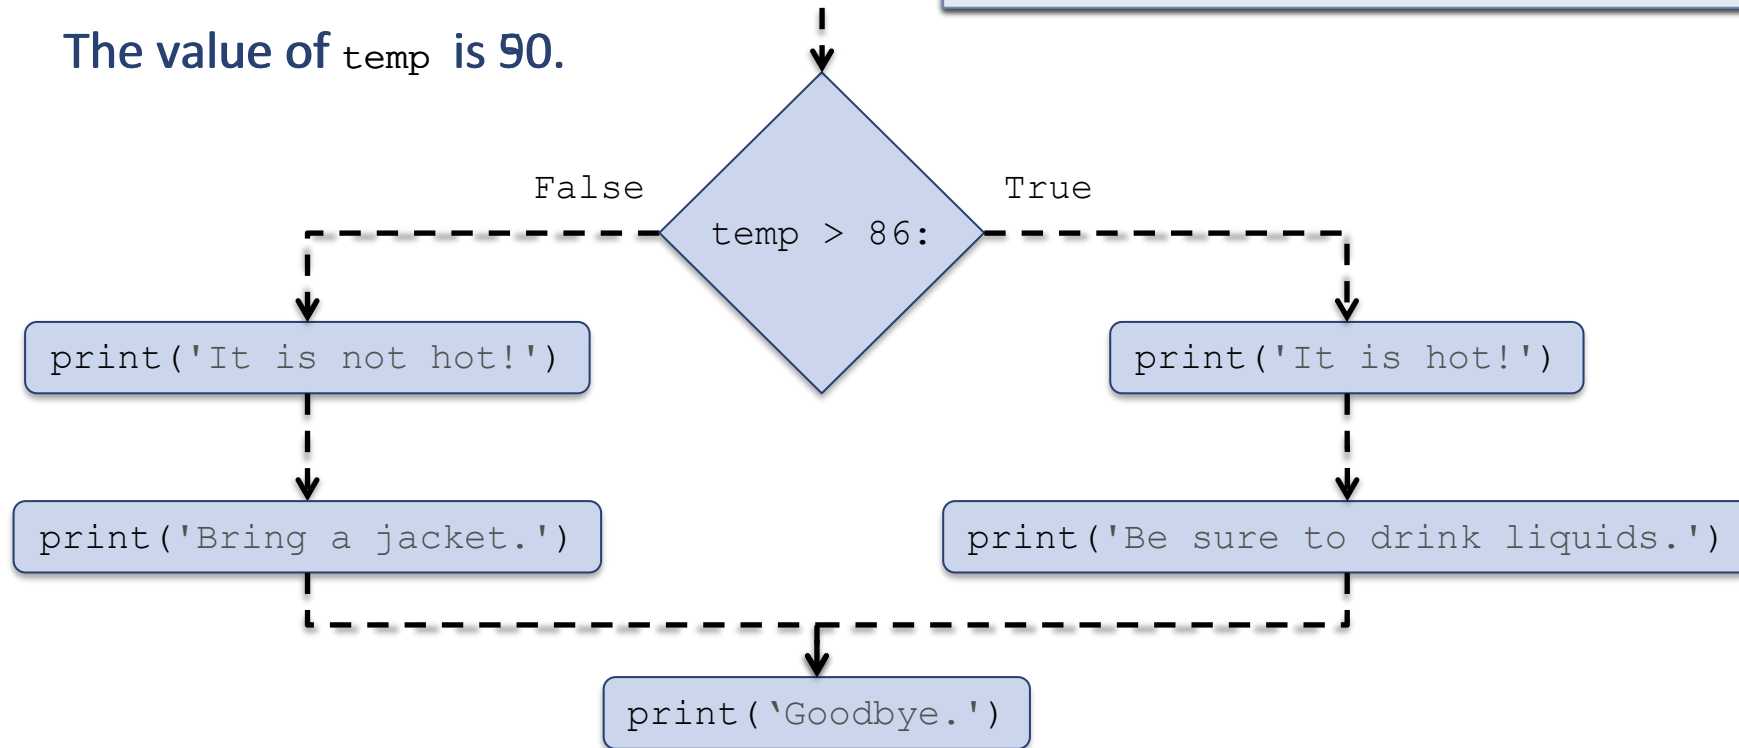 The value of temp is 90.
False
True
temp > 86:
print('It is not hot!')
print('It is hot!')
print('Bring a jacket.')
print('Be sure to drink liquids.')
print(‘Goodbye.')